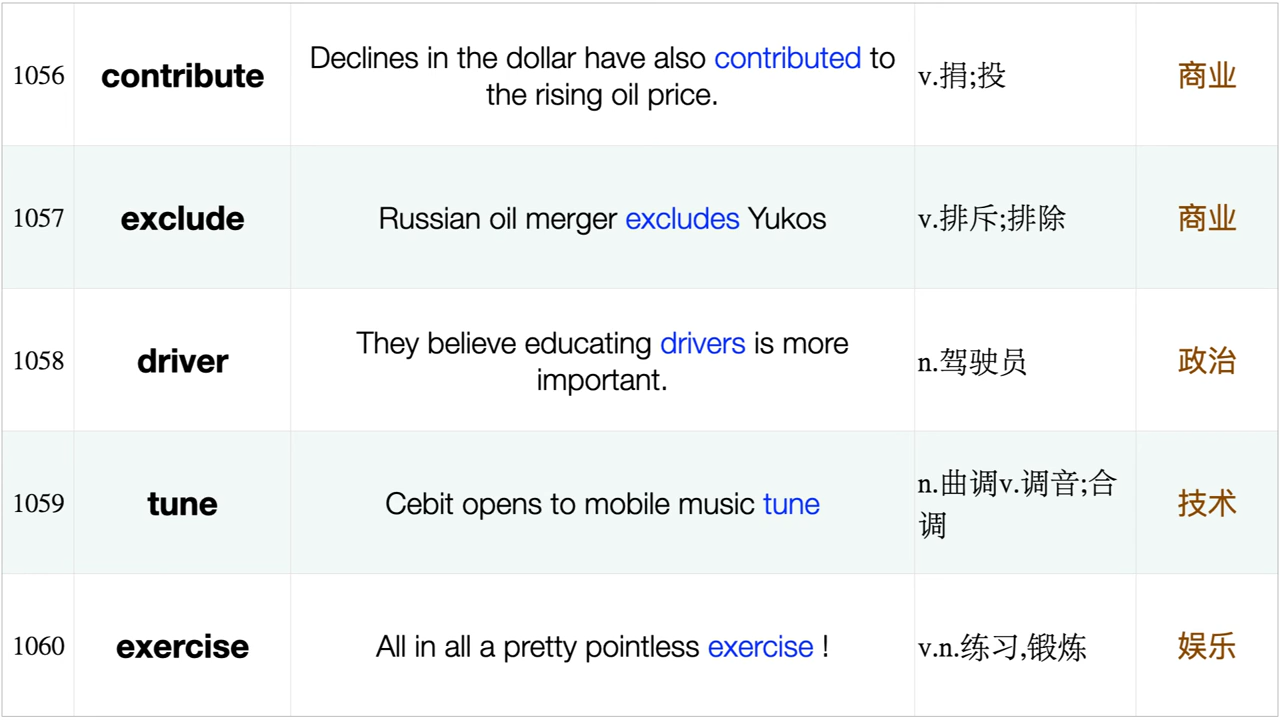 1056 contribute Declines in the dollar have also contributed to the rising oil price. v.捐;投 商业
1057 exclude Russian oil merger excludes Yukos v.排斥;排除 商业
1058 driver They believe educating drivers is more important. n.驾驶员 政治
1059 tune Cebit opens to mobile music tune n.曲调v.调音;合调 技术
1060 exercise All in all a pretty pointless exercise ! v.n.练习,锻炼 娱乐